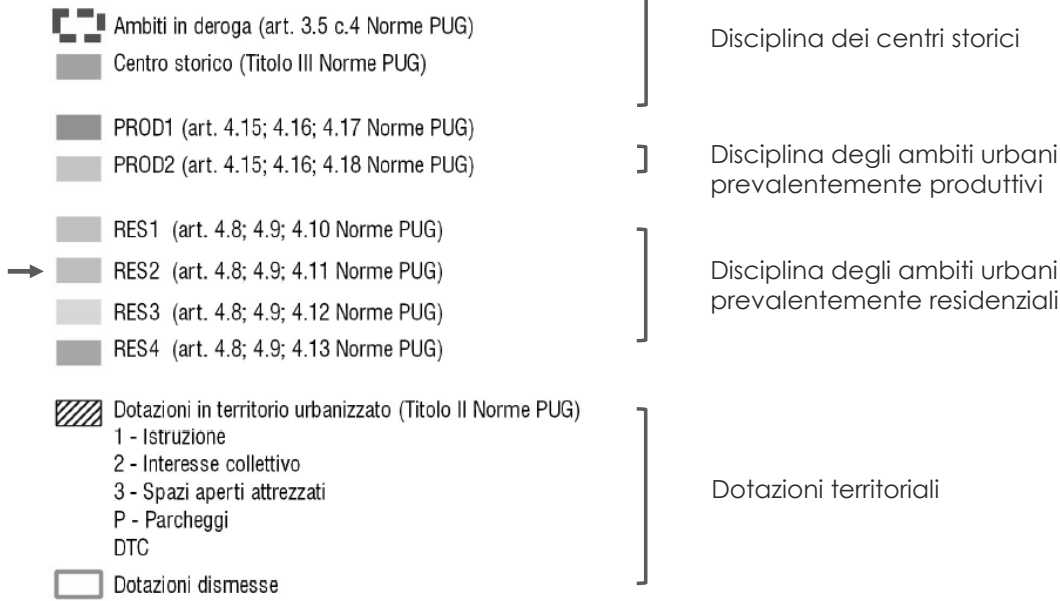 Ambiti in deroga (art. 3.5 c.4 Norme PUG)
Centro storico (Titolo III Norme PUG)
Disciplina dei centri storici
PROD1 (art. 4.15; 4.16; 4.17 Norme PUG)
PROD2 (art. 4.15; 4.16; 4.18 Norme PUG)
Disciplina degli ambiti urbani
prevalentemente produttivi
RES1 (art. 4.8; 4.9; 4.10 Norme PUG)
RES2 (art. 4.8; 4.9; 4.11 Norme PUG)
RES3 (art. 4.8; 4.9; 4.12 Norme PUG)
RES4 (art. 4.8; 4.9; 4.13 Norme PUG)
Disciplina degli ambiti urbani
prevalentemente residenziali
Dotazioni in territorio urbanizzato (Titolo II Norme PUG)
1 - Istruzione
2 - Interesse collettivo
3 - Spazi aperti attrezzati
P - Parcheggi
DTC
Dotazioni dismesse
Dotazioni territoriali